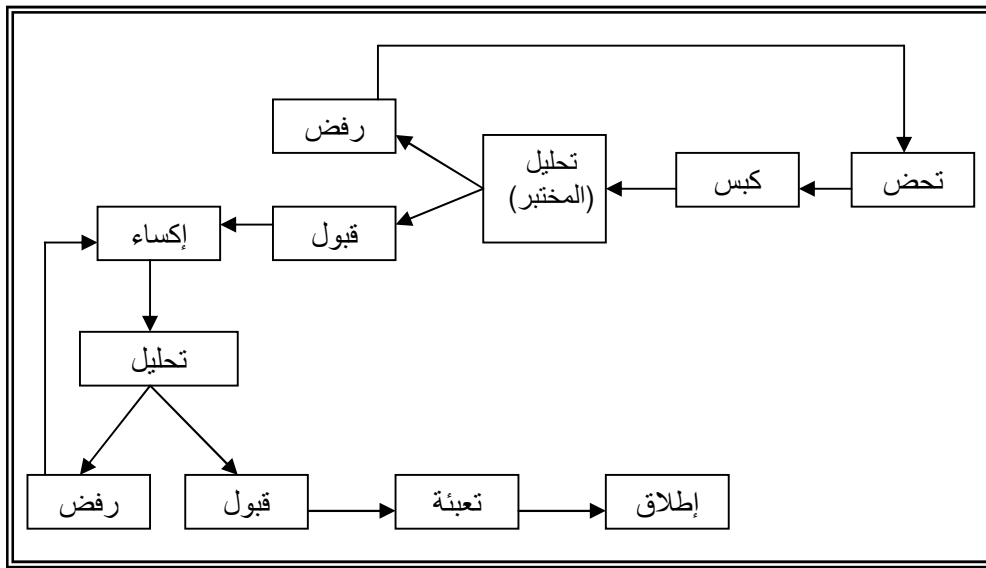 رفض
تحض
كبس
تحليل
(المختبر)
قبول
إكساء
تحليل
رفض
قبول
تعبئة
إطلاق